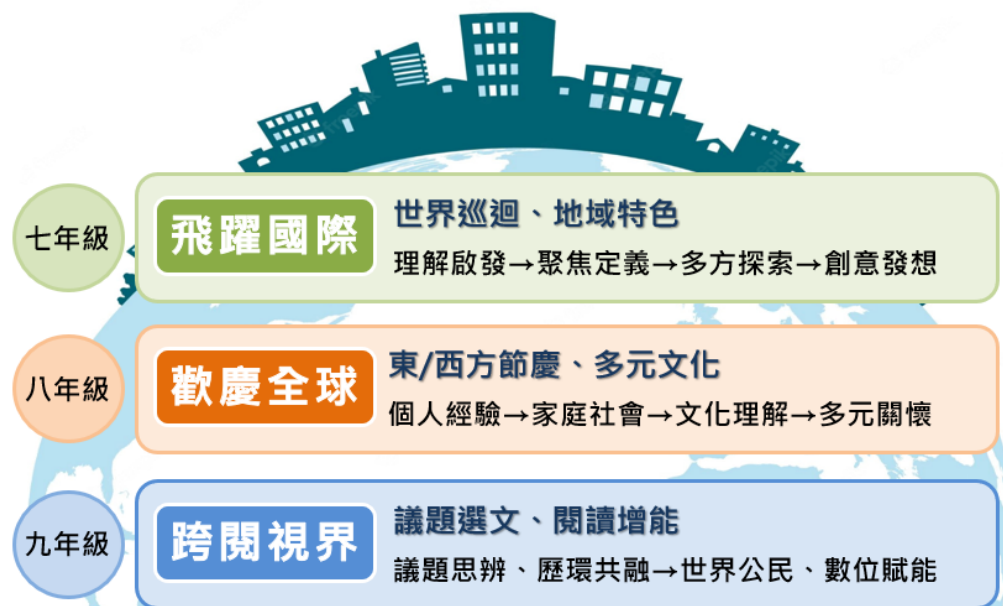 七年級
飛躍國際
世界巡迴、地域特色
理解啟發→聚焦定義→多方探索→創意發想
八年級
歡慶全球
東/西方節慶、多元文化
個人經驗→家庭社會→文化理解→多元關懷
九年級
跨閱視界
議題選文、閱讀增能
議題思辨、歷環共融→世界公民、數位賦能